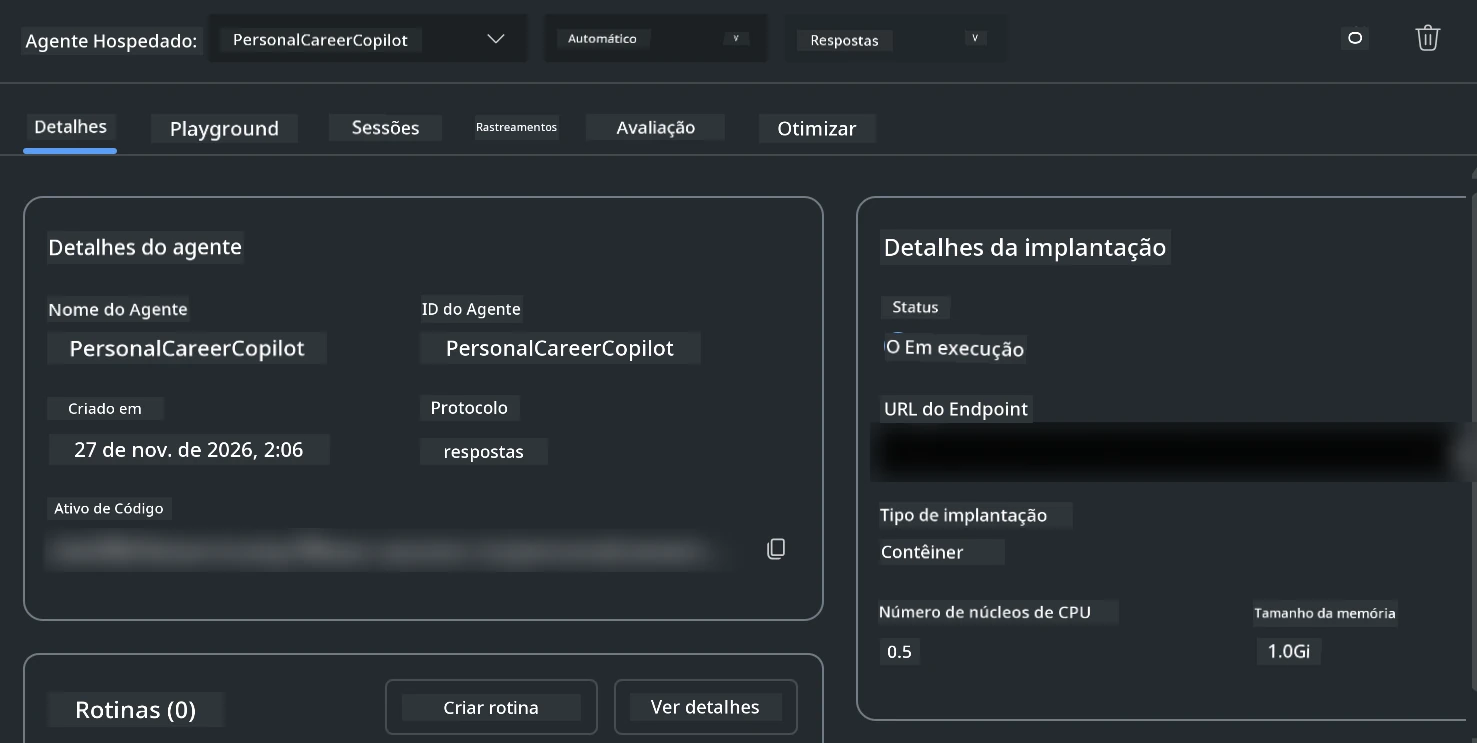 Agente Hospedado: PersonalCareerCopilot Automático Respostas
Detalhes Playground Sessões Rastreamentos Avaliação Otimizar
Detalhes do agente
Nome do Agente ID do Agente
PersonalCareerCopilot PersonalCareerCopilot
Criado em Protocolo
27 de nov. de 2026, 2:06 respostas
Ativo de Código
Rotinas (0) Criar rotina Ver detalhes
Detalhes da implantação
Status
O Em execução
URL do Endpoint
Tipo de implantação
Contêiner
Número de núcleos de CPU Tamanho da memória
0.5 1.0Gi